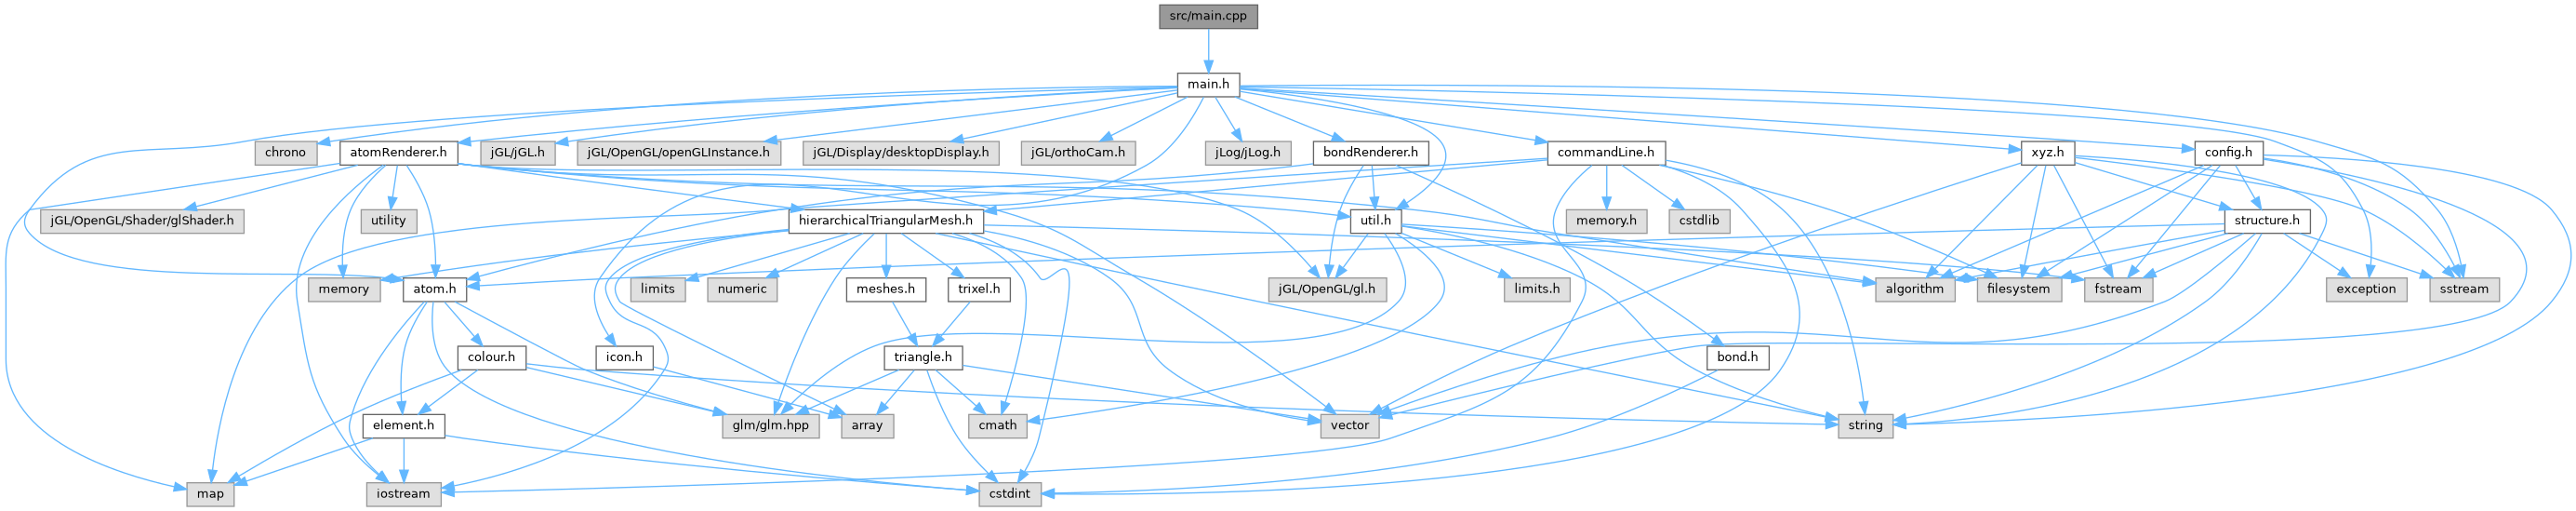 src/main.cpp
main.h
chrono
atomRenderer.h
jGL/jGL.h
jGL/OpenGL/openGLInstance.h
jGL/Display/desktopDisplay.h
jGL/orthoCam.h
jLog/jLog.h
bondRenderer.h
commandLine.h
xyz.h
config.h
jGL/OpenGL/Shader/glShader.h
utility
hierarchicalTriangularMesh.h
util.h
memory.h
cstdlib
structure.h
memory
atom.h
limits
numeric
meshes.h
trixel.h
jGL/OpenGL/gl.h
limits.h
algorithm
filesystem
fstream
exception
sstream
colour.h
icon.h
triangle.h
bond.h
element.h
glm/glm.hpp
array
cmath
vector
string
map
iostream
cstdint